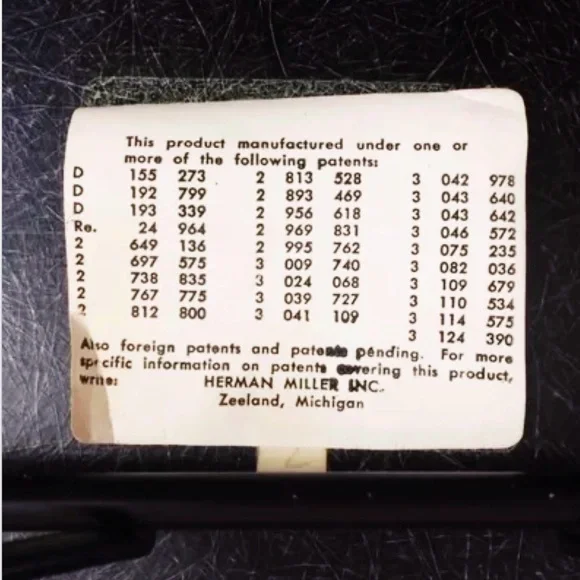 This product manufactured under one or
more of the following patents:
D 155 273 2 813 528 3 042 978
D 192 799 2 893 469 3 043 640
D 193 339 2 956 618 3 043 642
Re. 24 964 2 969 831 3 046 572
2 649 136 2 995 762 3 075 235
2 697 575 3 009 740 3 082 036
2 738 835 3 024 068 3 109 679
2 767 775 3 039 727 3 110 534
2 812 800 3 041 109 3 114 575
3 124 390
Also foreign patents and patents pending. For more
specific information on patents covering this product,
write: HERMAN MILLER INC.
Zeeland, Michigan